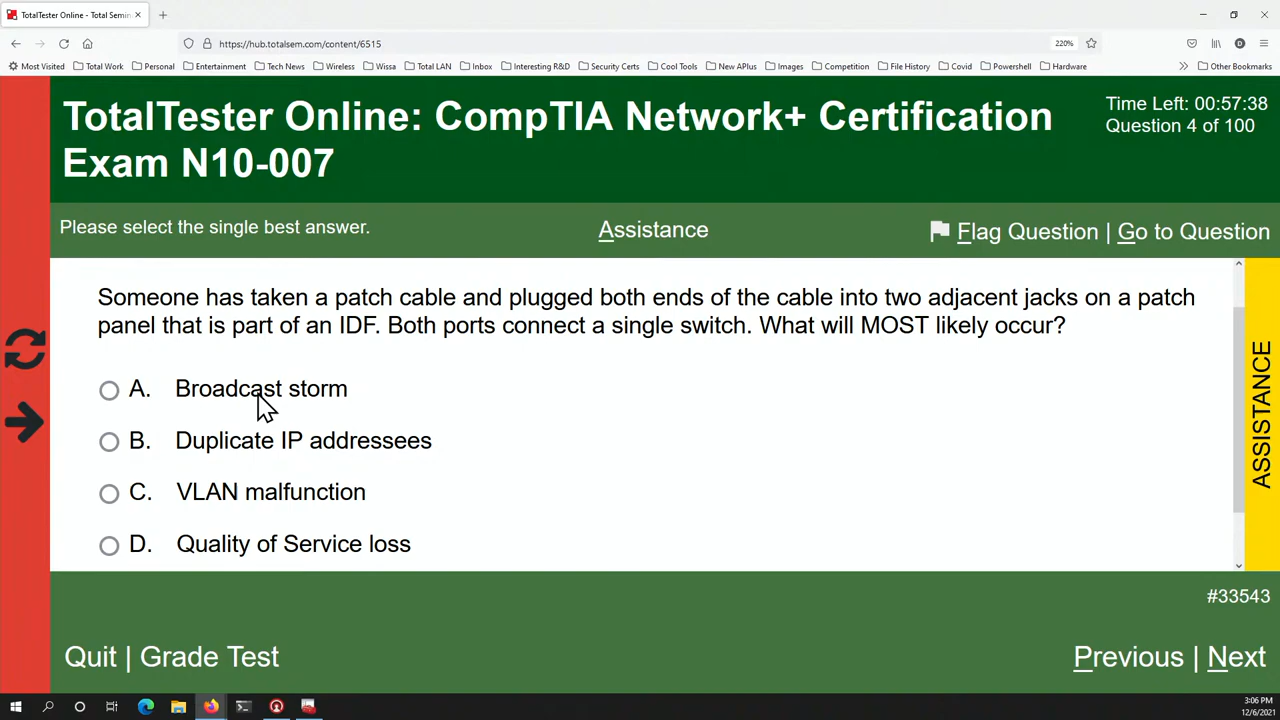 TotalTester Online - Total Semin
https://hub.totalsem.com/content/6515
220%
Most Visited Total Work Personal Entertainment Tech News Wireless Wissa Total LAN Inbox Interesting R&D Security Certs Cool Tools New APlus Images Competition File History Covid Powershell Hardware Other Bookmarks
TotalTester Online: CompTIA Network+ Certification
Exam N10-007
Time Left: 00:57:38
Question 4 of 100
Please select the single best answer.
Assistance
Flag Question | Go to Question
Someone has taken a patch cable and plugged both ends of the cable into two adjacent jacks on a patch
panel that is part of an IDF. Both ports connect a single switch. What will MOST likely occur?
A. Broadcast storm
B. Duplicate IP addressees
C. VLAN malfunction
D. Quality of Service loss
ASSISTANCE
#33543
Quit | Grade Test
Previous | Next
3:06 PM
12/6/2021